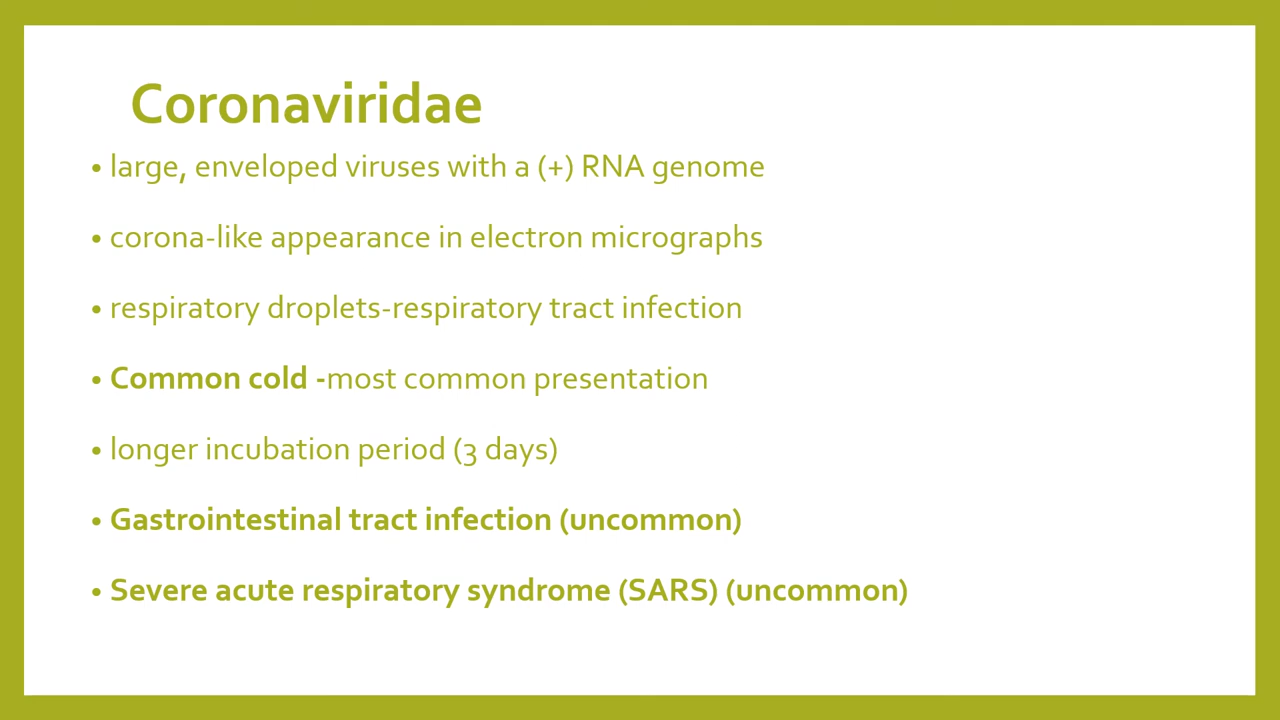 Coronaviridae
• large, enveloped viruses with a (+) RNA genome
• corona-like appearance in electron micrographs
• respiratory droplets-respiratory tract infection
• Common cold -most common presentation
• longer incubation period (3 days)
• Gastrointestinal tract infection (uncommon)
• Severe acute respiratory syndrome (SARS) (uncommon)